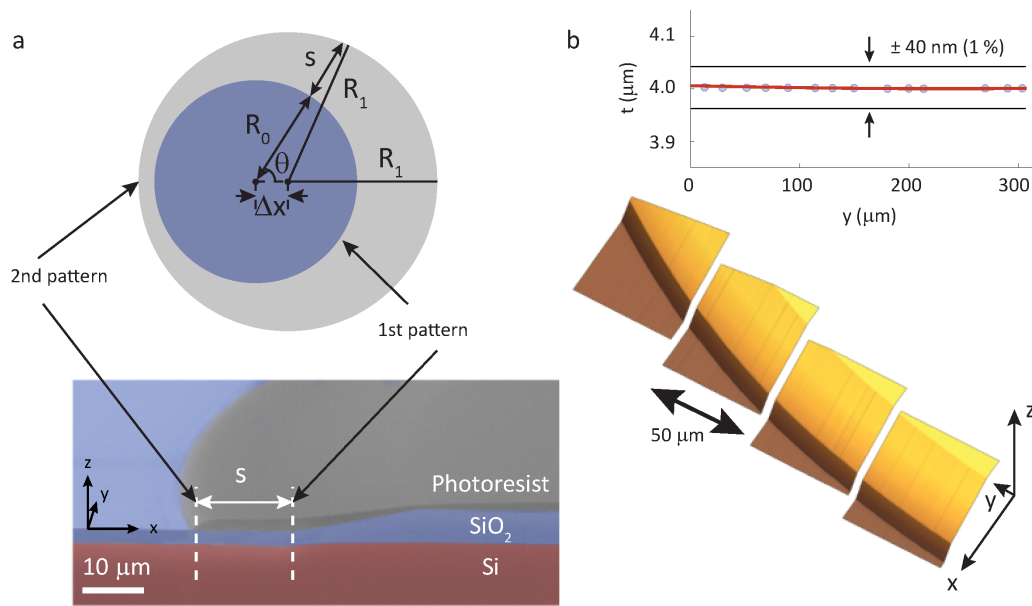 a
s
R1
R0
θ
R1
Δx
2nd pattern
1st pattern
s
z
y
x
Photoresist
SiO2
Si
10 μm
b
4.1
± 40 nm (1 %)
t (μm)
4.0
3.9
0
100
200
300
y (μm)
50 μm
z
y
x